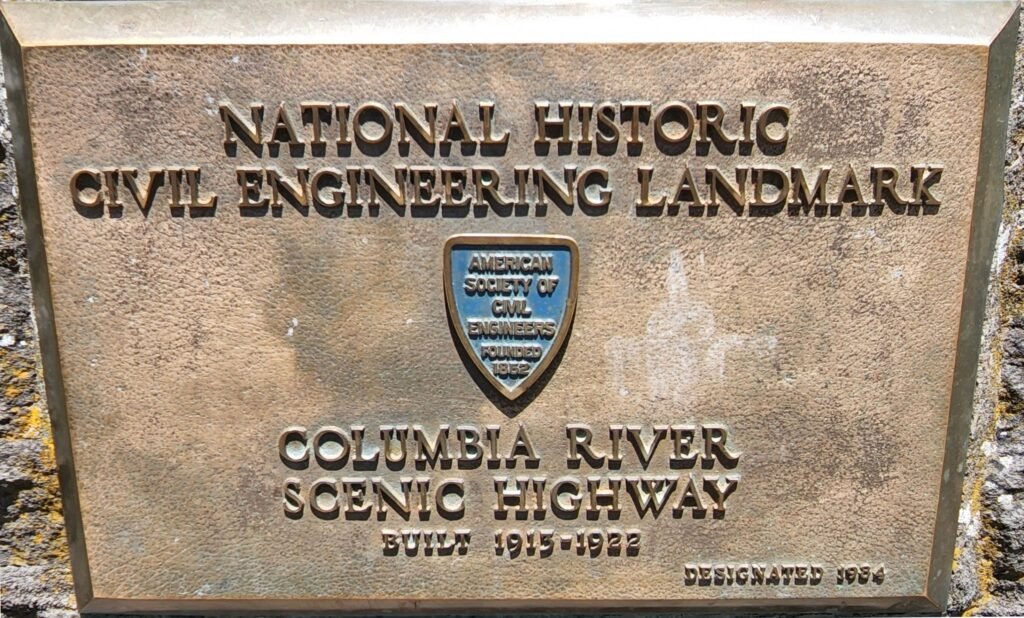 NATIONAL HISTORIC
CIVIL ENGINEERING LANDMARK
AMERICAN
SOCIETY OF
CIVIL
ENGINEERS
FOUNDED
1852
COLUMBIA RIVER
SCENIC HIGHWAY
BUILT 1913-1922
DESIGNATED 1984